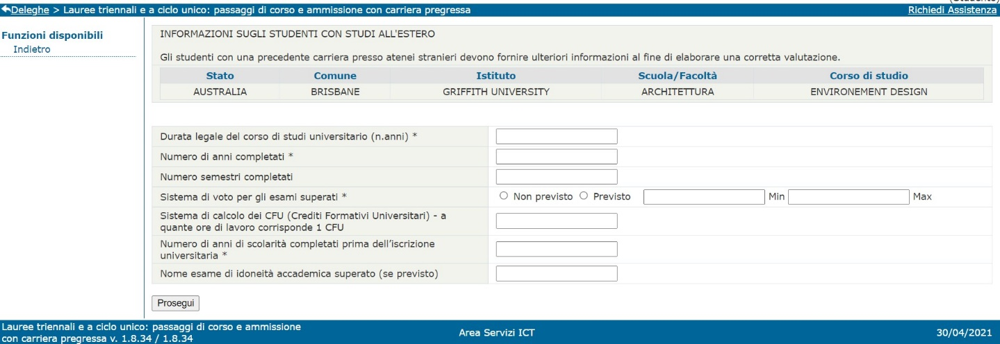 Deleghe > Lauree triennali e a ciclo unico: passaggi di corso e ammissione con carriera pregressa
Richiedi Assistenza
Funzioni disponibili
Indietro
INFORMAZIONI SUGLI STUDENTI CON STUDI ALL'ESTERO
Gli studenti con una precedente carriera presso atenei stranieri devono fornire ulteriori informazioni al fine di elaborare una corretta valutazione.
Stato Comune Istituto Scuola/Facoltà Corso di studio
AUSTRALIA BRISBANE GRIFFITH UNIVERSITY ARCHITETTURA ENVIRONEMENT DESIGN
Durata legale del corso di studi universitario (n.anni) *
Numero di anni completati *
Numero semestri completati
Sistema di voto per gli esami superati * Non previsto Previsto Min Max
Sistema di calcolo dei CFU (Crediti Formativi Universitari) - a
quante ore di lavoro corrisponde 1 CFU
Numero di anni di scolarità completati prima dell’iscrizione
universitaria *
Nome esame di idoneità accademica superato (se previsto)
Prosegui
Lauree triennali e a ciclo unico: passaggi di corso e ammissione
con carriera pregressa v. 1.8.34 / 1.8.34
Area Servizi ICT
30/04/2021